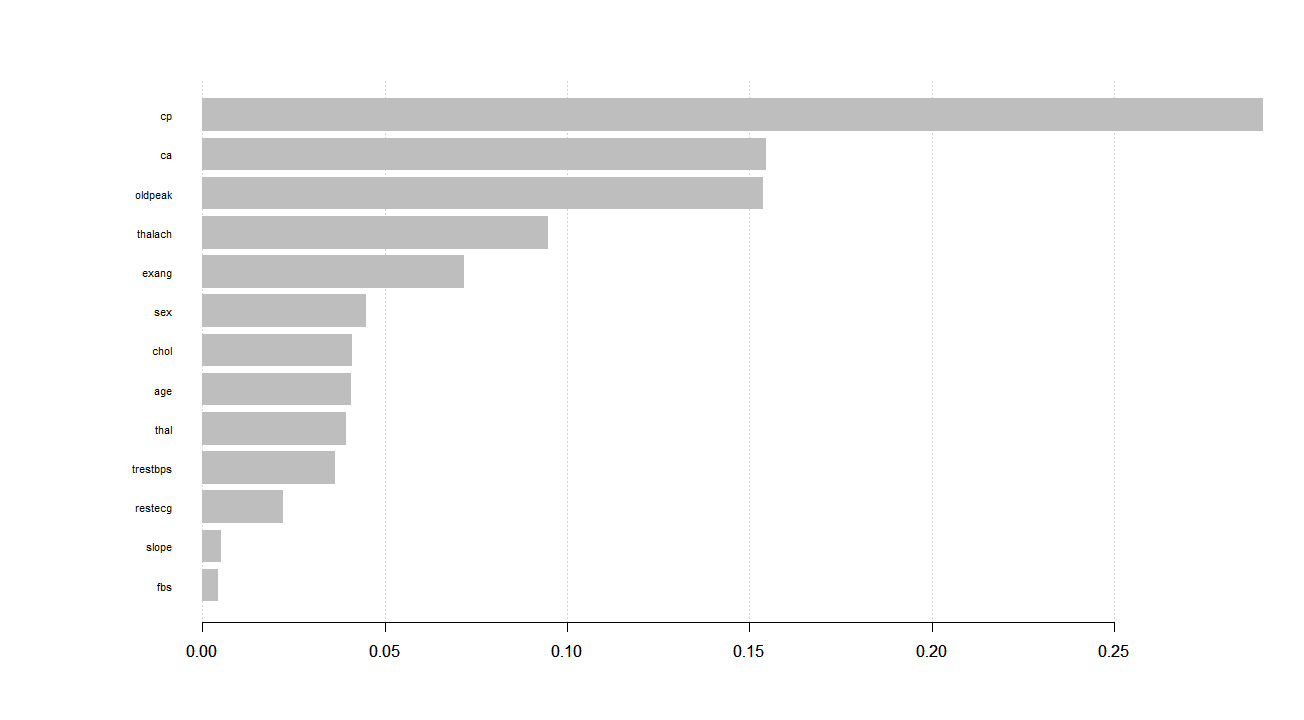 cp
ca
oldpeak
thalach
exang
sex
chol
age
thal
trestbps
restecg
slope
fbs
0.00 0.05 0.10 0.15 0.20 0.25